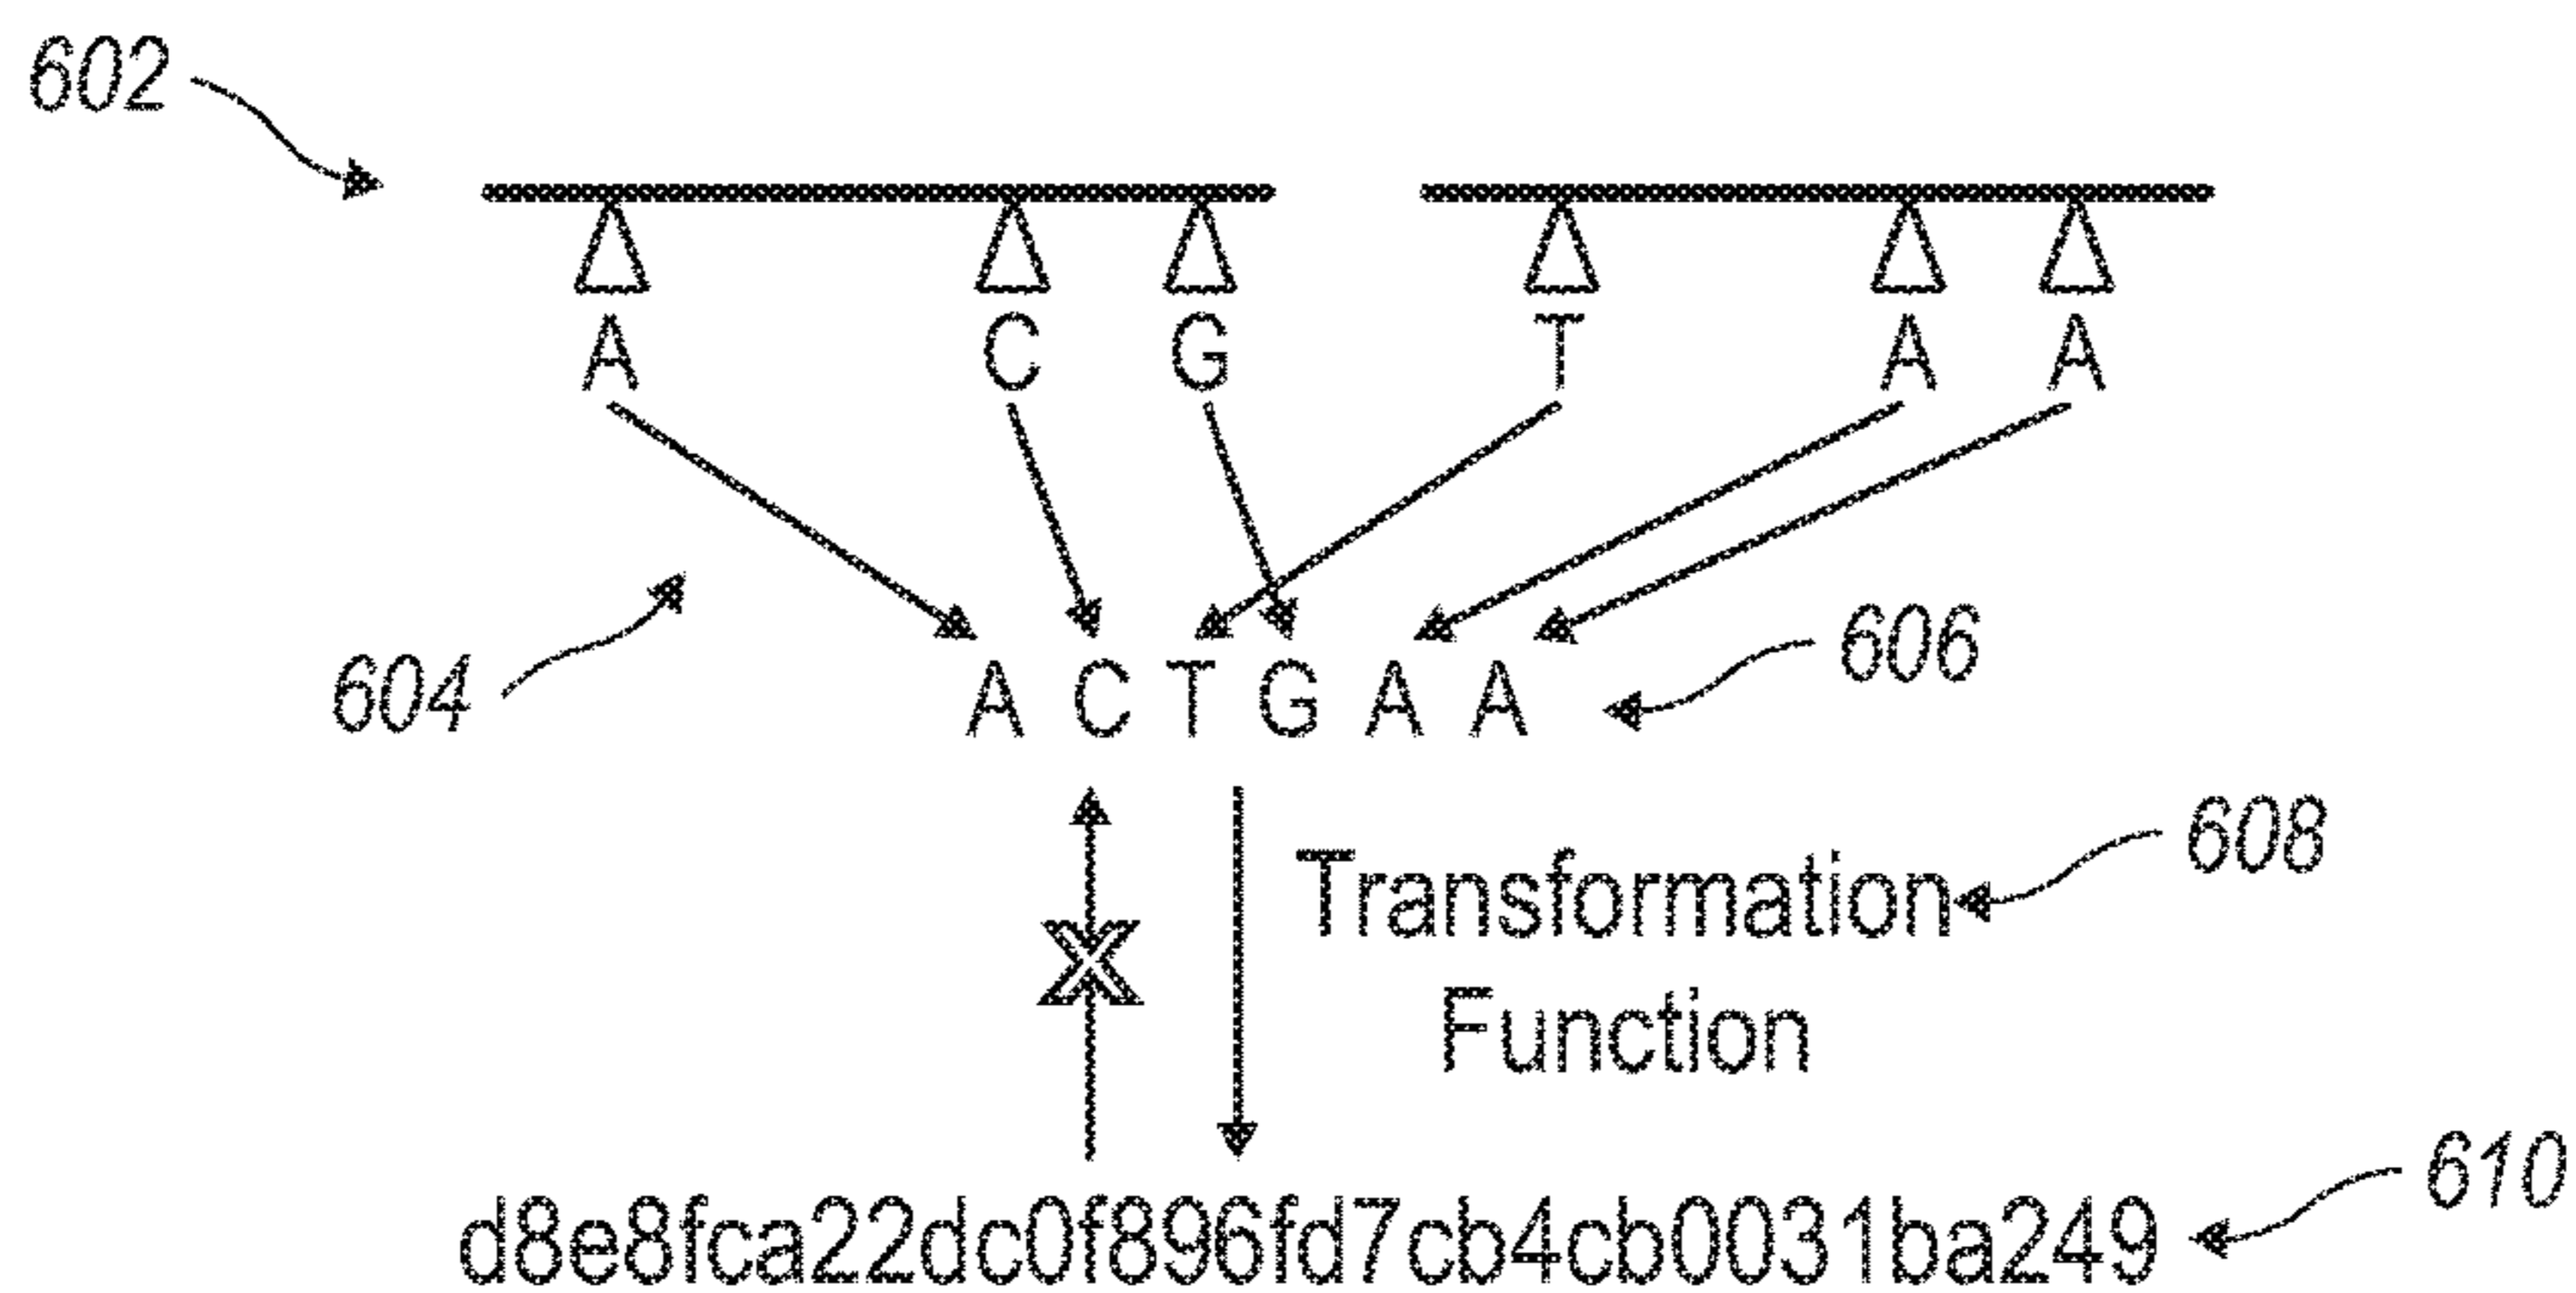 602
A C G T A A
604
A C T G A A
606
Transformation
Function
608
d8e8fca22dc0f896fd7cb4cb0031ba249
610